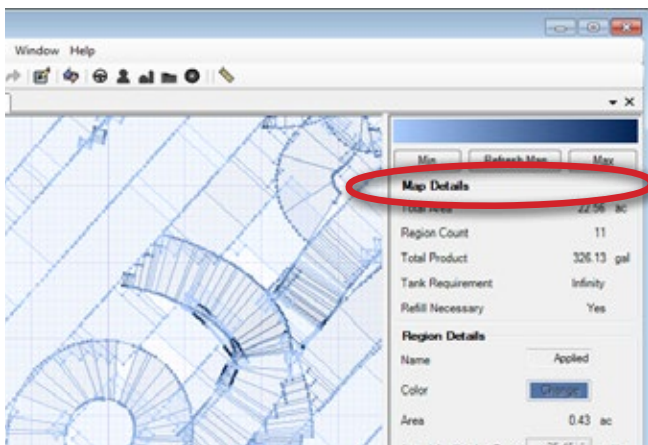 Window Help
Min Refresh Map Max
Map Details
Total Area 22.56 ac
Region Count 11
Total Product 326.13 gal
Tank Requirement Infinity
Refill Necessary Yes
Region Details
Name Applied
Color Change
Area 0.43 ac